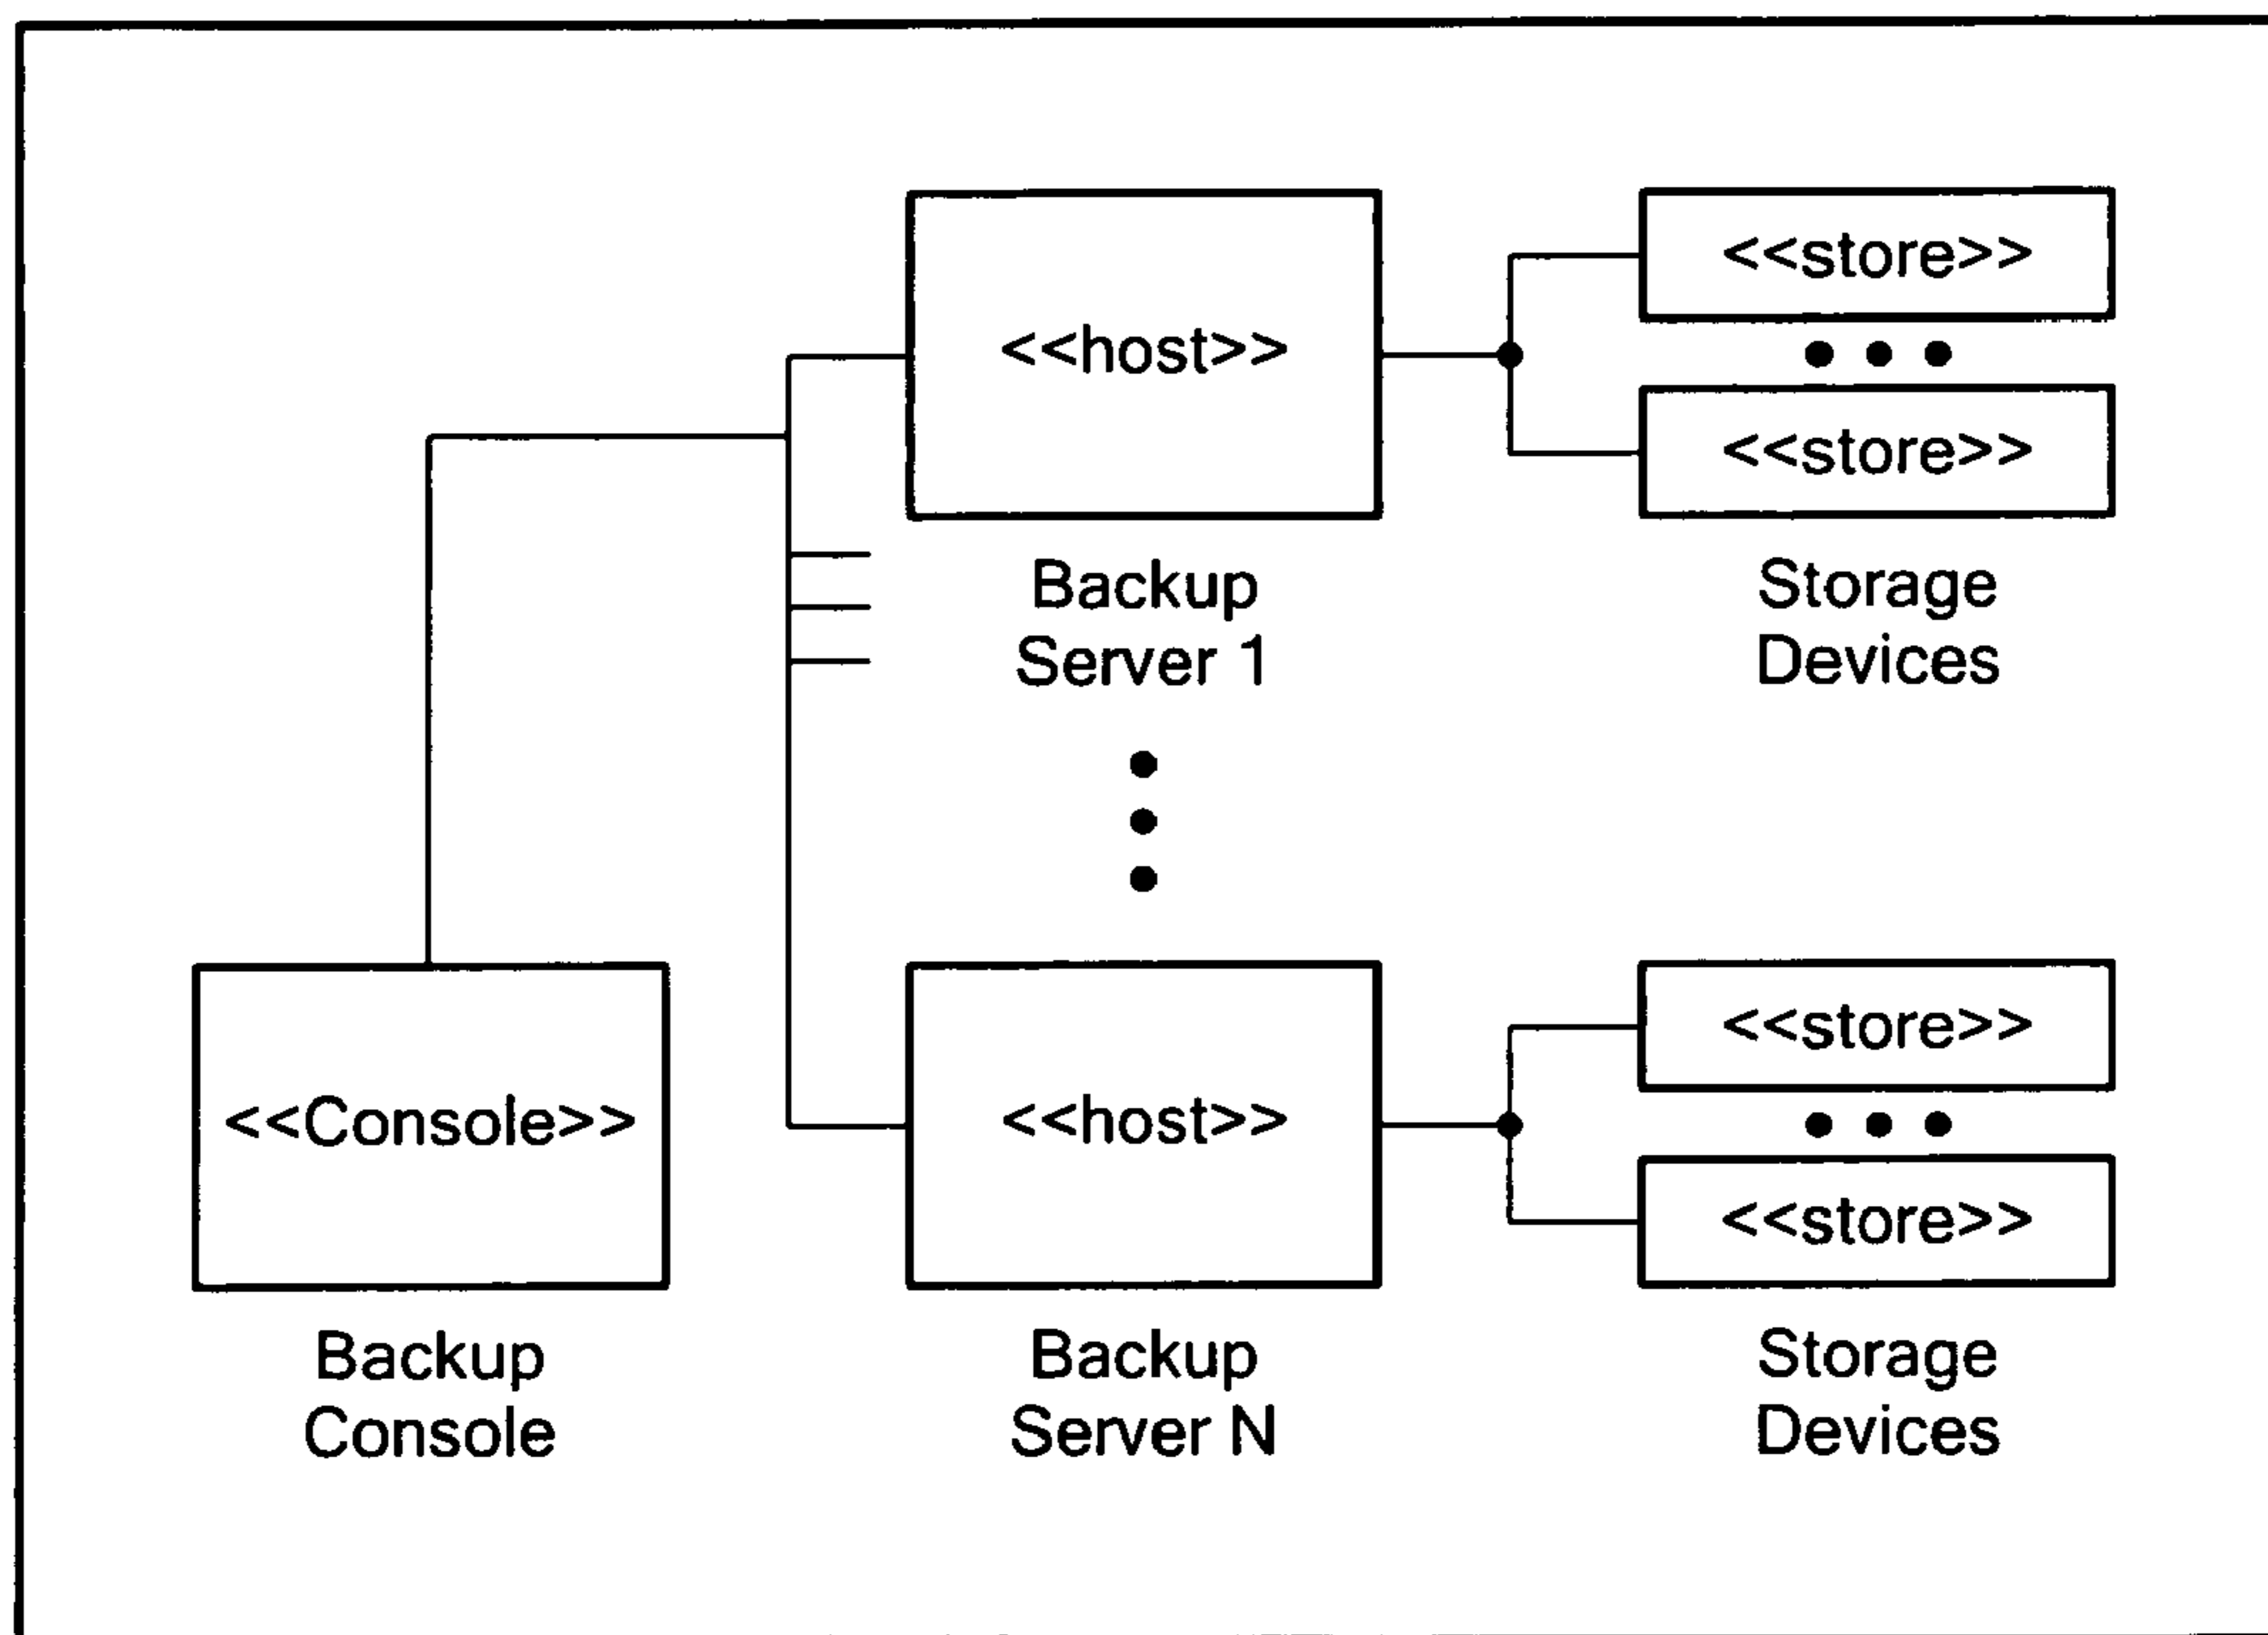 <<host>>
<<store>>
<<store>>
Backup
Server 1
Storage
Devices
<<Console>>
<<host>>
<<store>>
<<store>>
Backup
Console
Backup
Server N
Storage
Devices